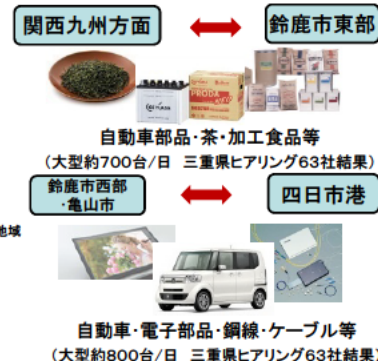 関西九州方面
鈴鹿市東部
自動車部品・茶・加工食品等
(大型約700台/日 三重県ヒアリング63社結果)
鈴鹿市西部
・亀山市
四日市港
地域
自動車・電子部品・鋼線・ケーブル等
(大型約800台/日 三重県ヒアリング63社結果)